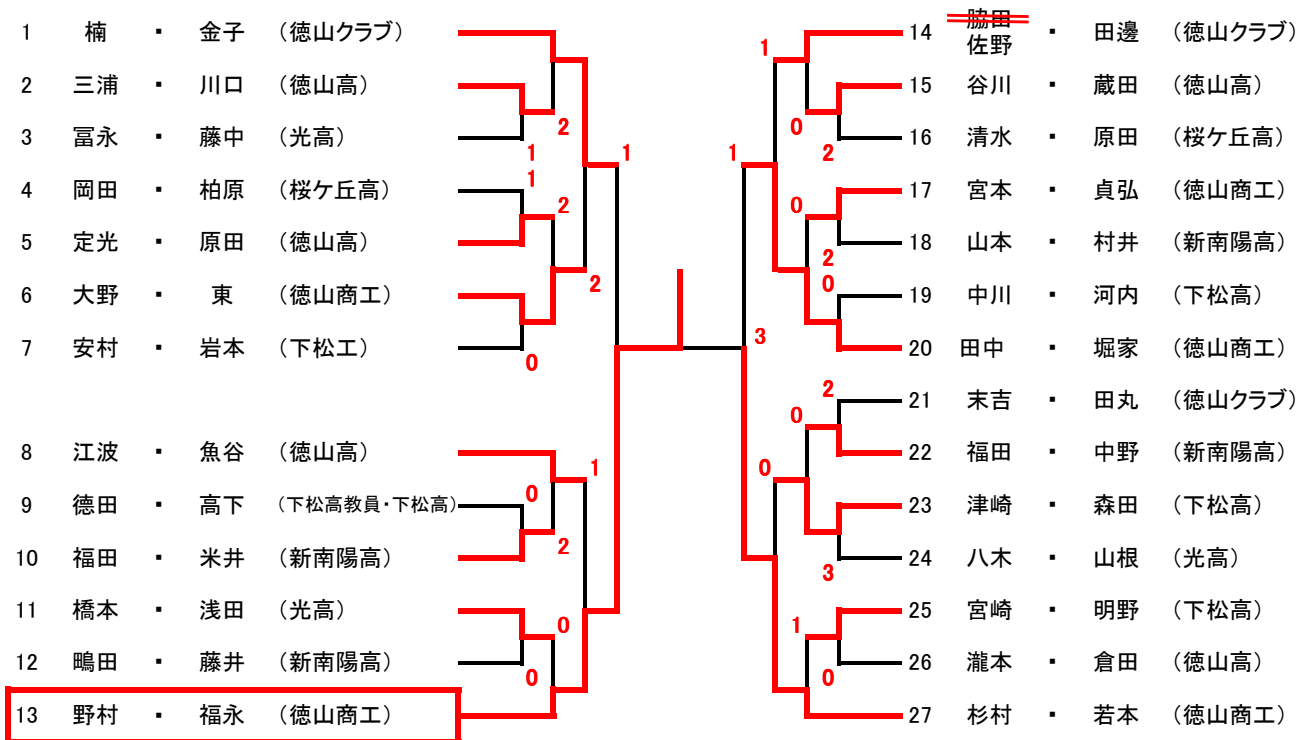 1 楠 ・ 金子 (徳山クラブ)
2 三浦 ・ 川口 (徳山高)
3 冨永 ・ 藤中 (光高)
4 岡田 ・ 柏原 (桜ケ丘高)
5 定光 ・ 原田 (徳山高)
6 大野 ・ 東 (徳山商工)
7 安村 ・ 岩本 (下松工)
8 江波 ・ 魚谷 (徳山高)
9 德田 ・ 高下 (下松高教員・下松高)
10 福田 ・ 米井 (新南陽高)
11 橋本 ・ 浅田 (光高)
12 鴫田 ・ 藤井 (新南陽高)
13 野村 ・ 福永 (徳山商工)
2
1
1
2
2
0
1
0
2
1
0
0
1
0
2
1
0
2
0
3
2
0
0
3
1
0
脇田
14 佐野 ・ 田邊 (徳山クラブ)
15 谷川 ・ 蔵田 (徳山高)
16 清水 ・ 原田 (桜ケ丘高)
17 宮本 ・ 貞弘 (徳山商工)
18 山本 ・ 村井 (新南陽高)
19 中川 ・ 河内 (下松高)
20 田中 ・ 堀家 (徳山商工)
21 末吉 ・ 田丸 (徳山クラブ)
22 福田 ・ 中野 (新南陽高)
23 津崎 ・ 森田 (下松高)
24 八木 ・ 山根 (光高)
25 宮崎 ・ 明野 (下松高)
26 瀧本 ・ 倉田 (徳山高)
27 杉村 ・ 若本 (徳山商工)